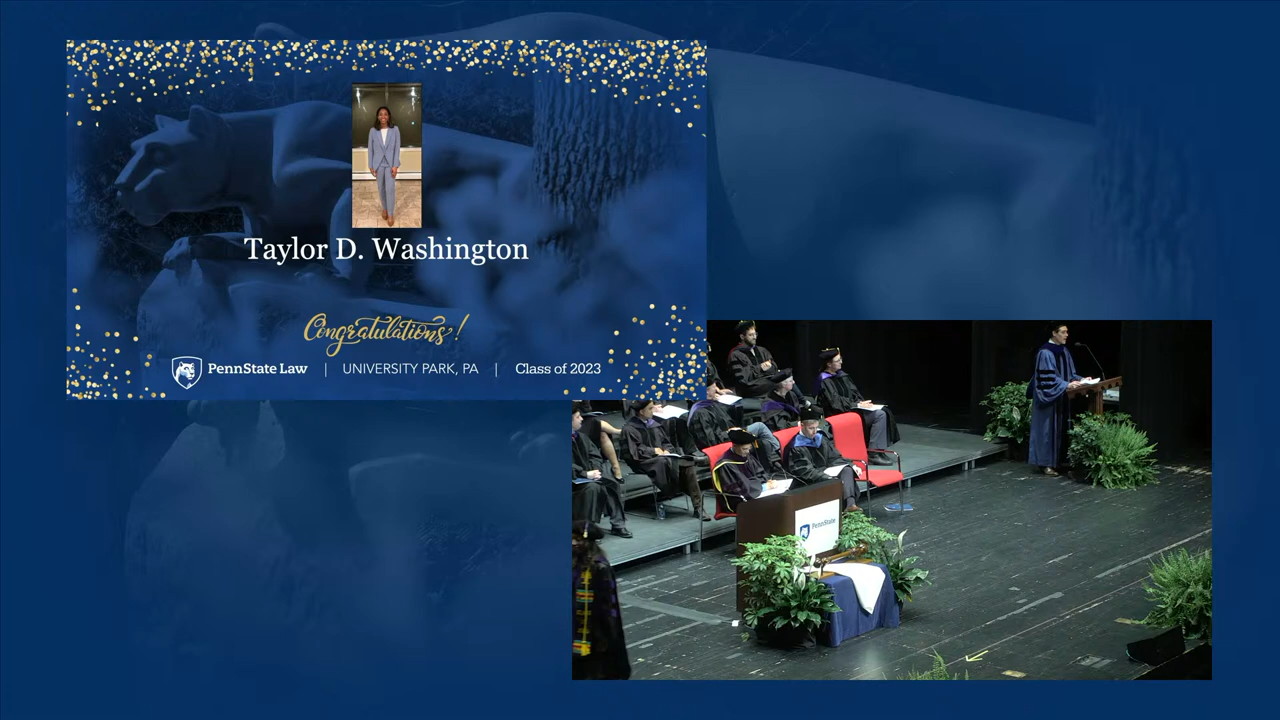 Taylor D. Washington
Congratulations!
PennState Law | UNIVERSITY PARK, PA | Class of 2023
PennState